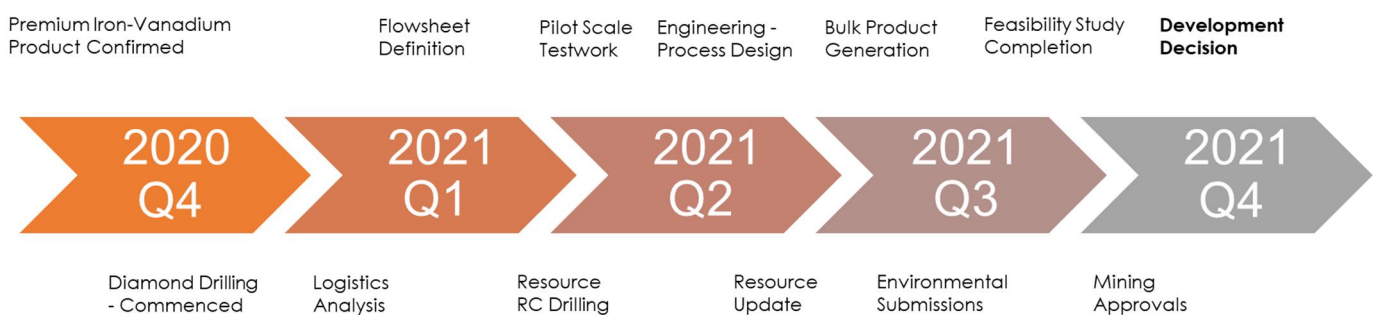 Premium Iron-Vanadium
Product Confirmed
Flowsheet
Definition
Pilot Scale
Testwork
Engineering -
Process Design
Bulk Product
Generation
Feasibility Study
Completion
Development
Decision
2020
Q4
2021
Q1
2021
Q2
2021
Q3
2021
Q4
Diamond Drilling
- Commenced
Logistics
Analysis
Resource
RC Drilling
Resource
Update
Environmental
Submissions
Mining
Approvals